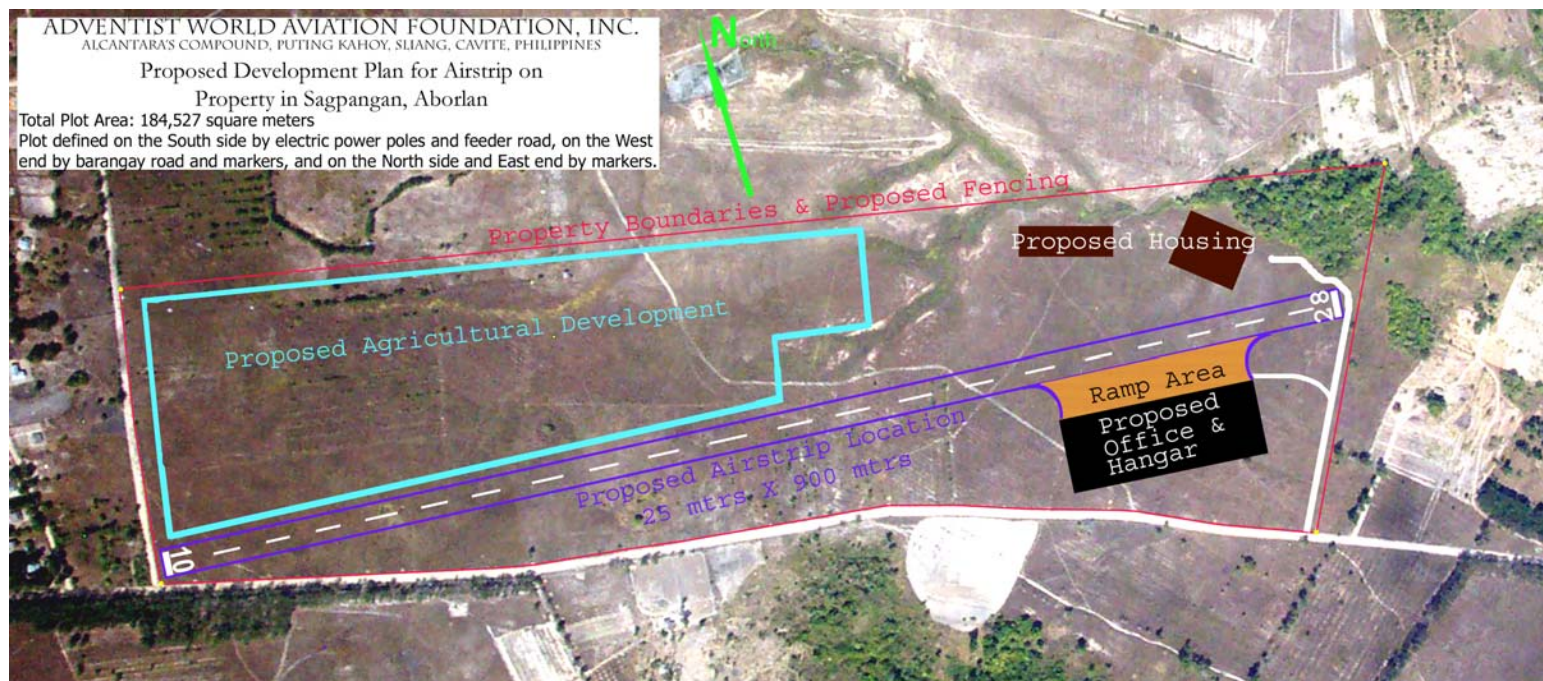 ADVENTIST WORLD AVIATION FOUNDATION, INC.
ALCANTARA'S COMPOUND, PUTING KAHOY, SLIANG, CAVITE, PHILIPPINES
Proposed Development Plan for Airstrip on
Property in Sagpangan, Aborlan
Total Plot Area: 184,527 square meters
Plot defined on the South side by electric power poles and feeder road, on the West
end by barangay road and markers, and on the North side and East end by markers.
North
Property Boundaries & Proposed Fencing
Proposed Housing
Proposed Agricultural Development
28
Ramp Area
Proposed
Office &
Hangar
Proposed Airstrip Location
25 mtrs X 900 mtrs
10